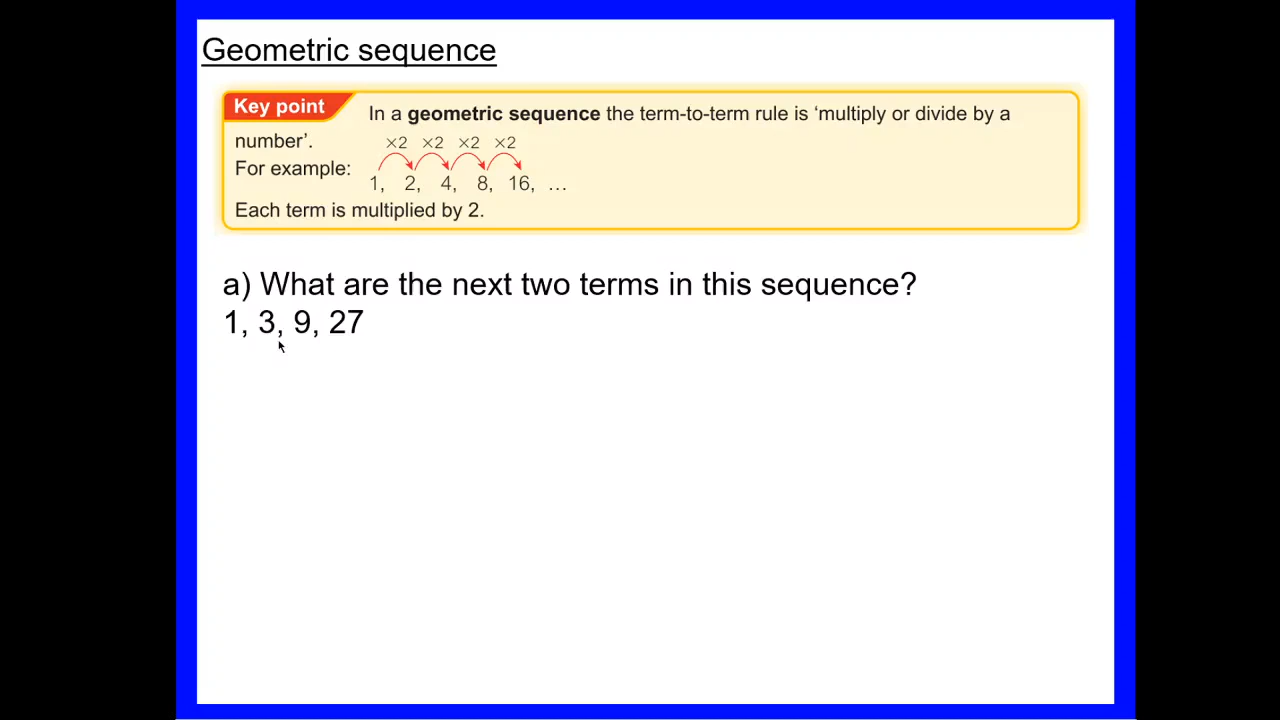 Geometric sequence
Key point
In a geometric sequence the term-to-term rule is ‘multiply or divide by a
number’.
×2 ×2 ×2 ×2
For example:
1, 2, 4, 8, 16, …
Each term is multiplied by 2.
a) What are the next two terms in this sequence?
1, 3, 9, 27